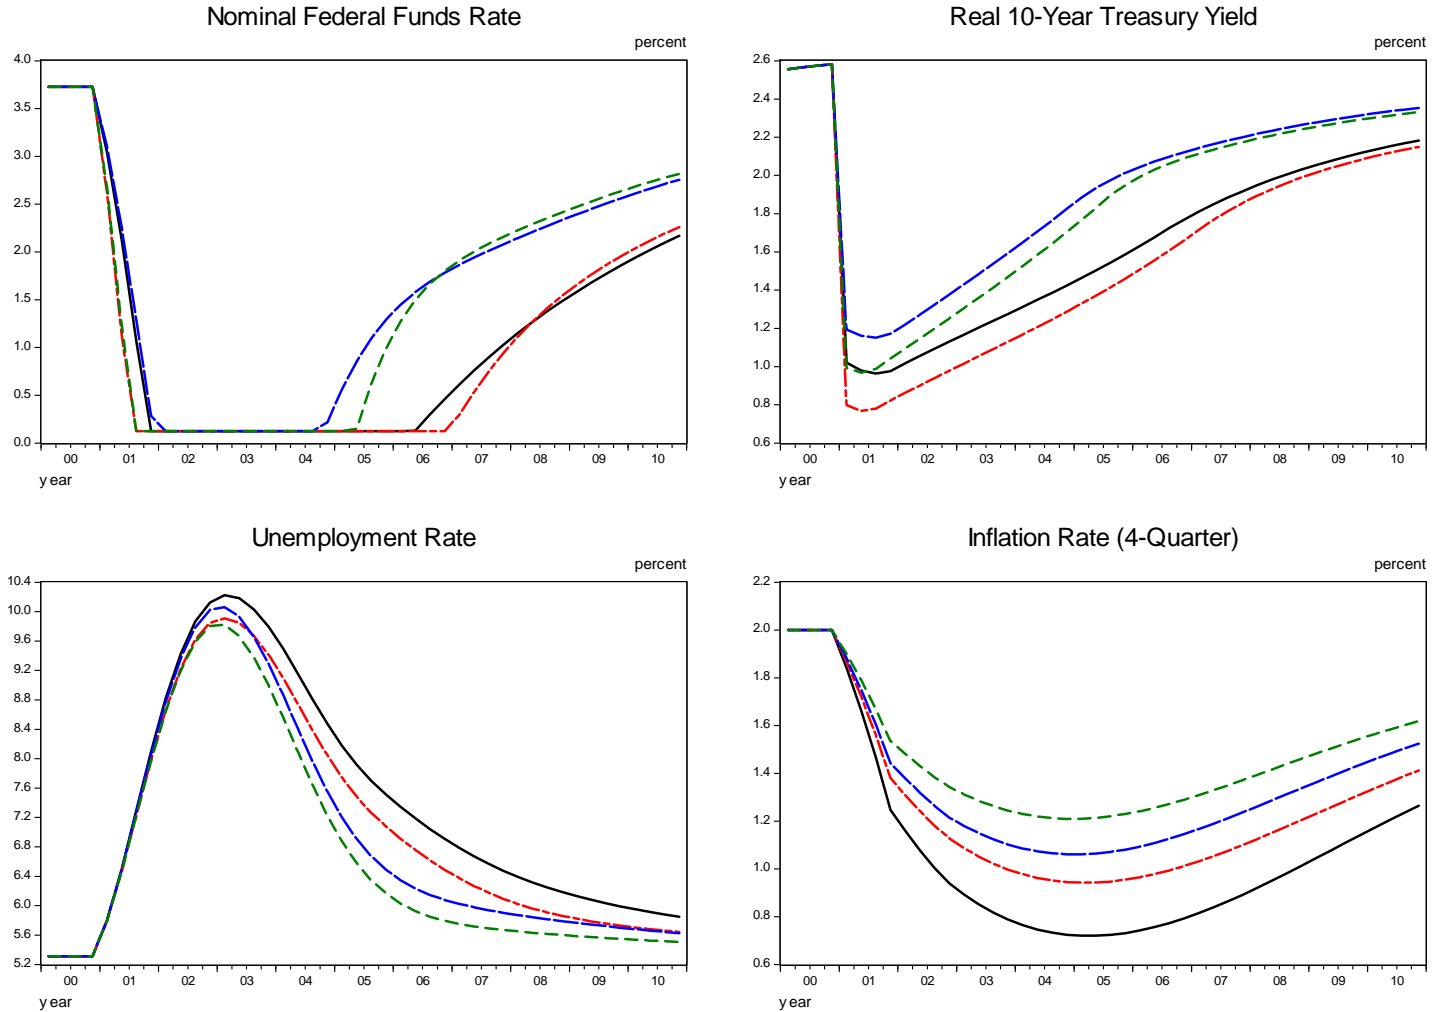 Nominal Federal Funds Rate
percent
4.0
3.5
3.0
2.5
2.0
1.5
1.0
0.5
0.0
00 01 02 03 04 05 06 07 08 09 10
year
Real 10-Year Treasury Yield
percent
2.6
2.4
2.2
2.0
1.8
1.6
1.4
1.2
1.0
0.8
0.6
00 01 02 03 04 05 06 07 08 09 10
year
Unemployment Rate
percent
10.4
10.0
9.6
9.2
8.8
8.4
8.0
7.6
7.2
6.8
6.4
6.0
5.6
5.2
00 01 02 03 04 05 06 07 08 09 10
year
Inflation Rate (4-Quarter)
percent
2.2
2.0
1.8
1.6
1.4
1.2
1.0
0.8
0.6
00 01 02 03 04 05 06 07 08 09 10
year